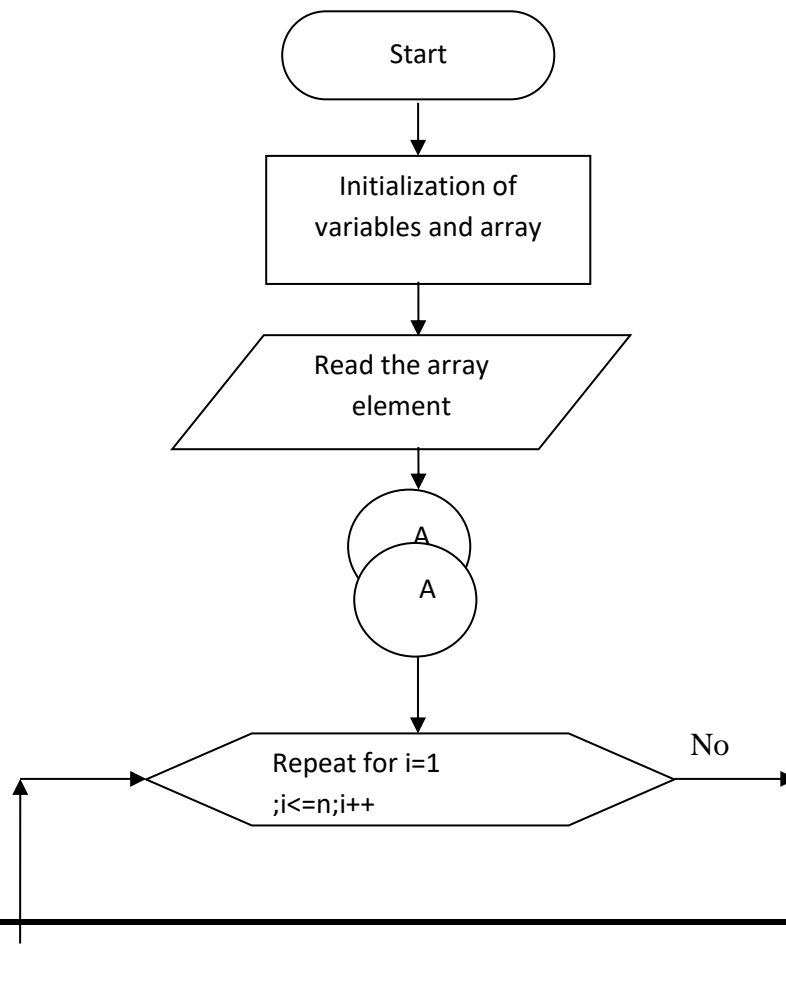 Start
Initialization of
variables and array
Read the array
element
A
A
Repeat for i=1
;i<=n;i++
No